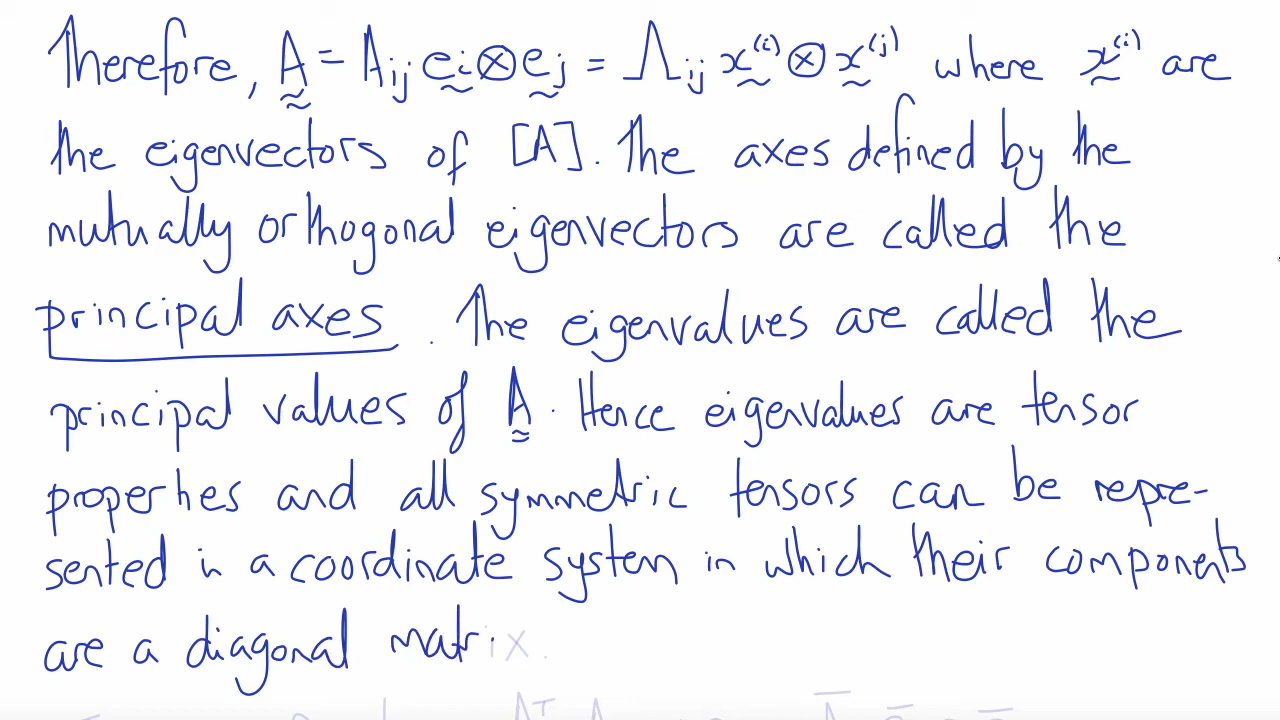 Therefore, A̰ = Aij ei⊗ej = Λij x⁽ⁱ⁾⊗x⁽ʲ⁾ where x⁽ⁱ⁾ are
the eigenvectors of [A]. The axes defined by the
mutually orthogonal eigenvectors are called the
principal axes. The eigenvalues are called the
principal values of A̰. Hence eigenvalues are tensor
properties and all symmetric tensors can be repre-
sented in a coordinate system in which their components
are a diagonal matrix.